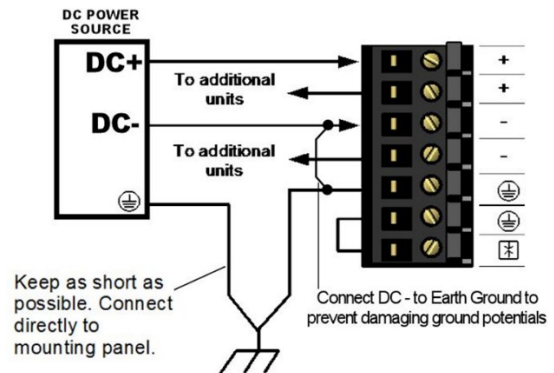 DC POWER
SOURCE
DC+
To additional
units
DC-
To additional
units
+
+
-
-
Keep as short as
possible. Connect
directly to
mounting panel.
Connect DC - to Earth Ground to
prevent damaging ground potentials